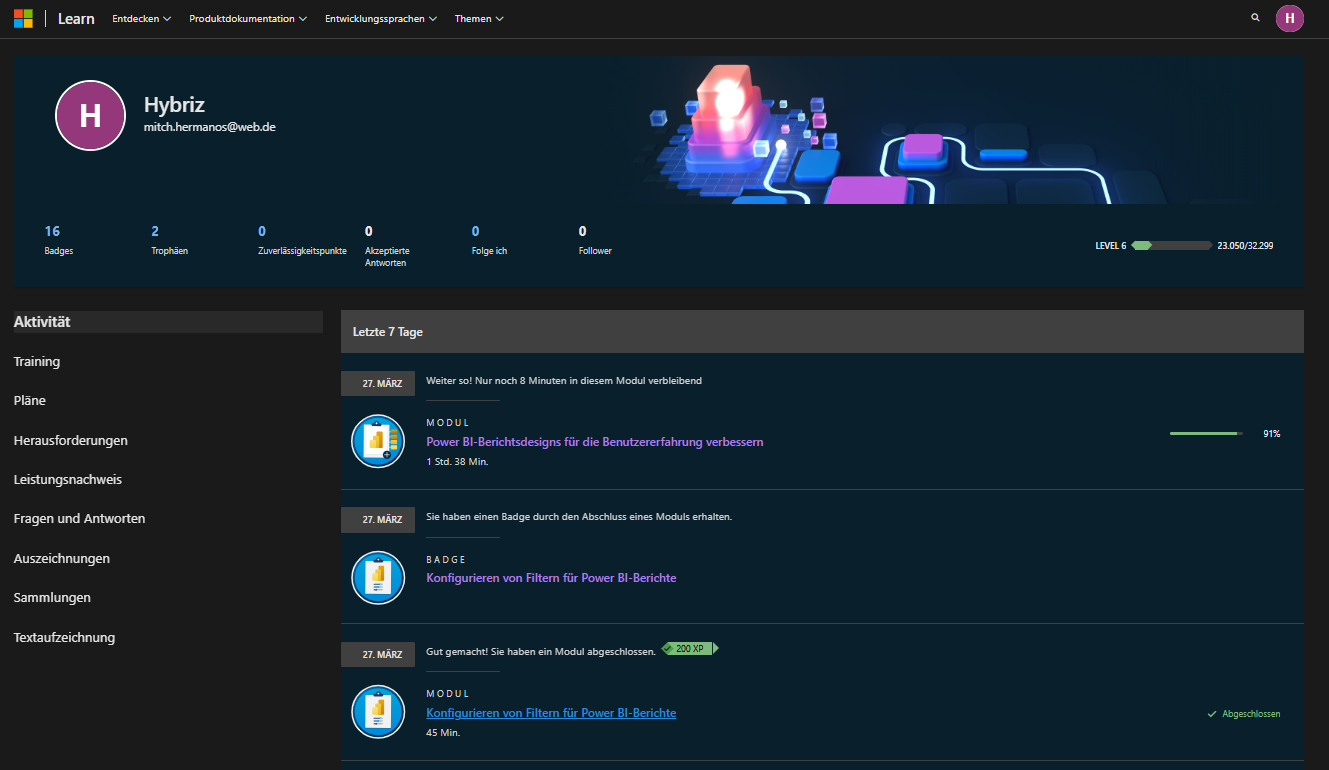 Learn Entdecken Produktdokumentation Entwicklungssprachen Themen H
H
Hybriz
mitch.hermanos@web.de
16 2 0 0 0 0
Badges Trophäen Zuverlässigkeitspunkte Akzeptierte Antworten Folge ich Follower
LEVEL 6 23.050/32.299
Aktivität
Training
Pläne
Herausforderungen
Leistungsnachweis
Fragen und Antworten
Auszeichnungen
Sammlungen
Textaufzeichnung
Letzte 7 Tage
27. MÄRZ Weiter so! Nur noch 8 Minuten in diesem Modul verbleibend
MODUL
Power BI-Berichtsdesigns für die Benutzererfahrung verbessern 91%
1 Std. 38 Min.
27. MÄRZ Sie haben einen Badge durch den Abschluss eines Moduls erhalten.
BADGE
Konfigurieren von Filtern für Power BI-Berichte
27. MÄRZ Gut gemacht! Sie haben ein Modul abgeschlossen. 200 XP
MODUL
Konfigurieren von Filtern für Power BI-Berichte Abgeschlossen
45 Min.